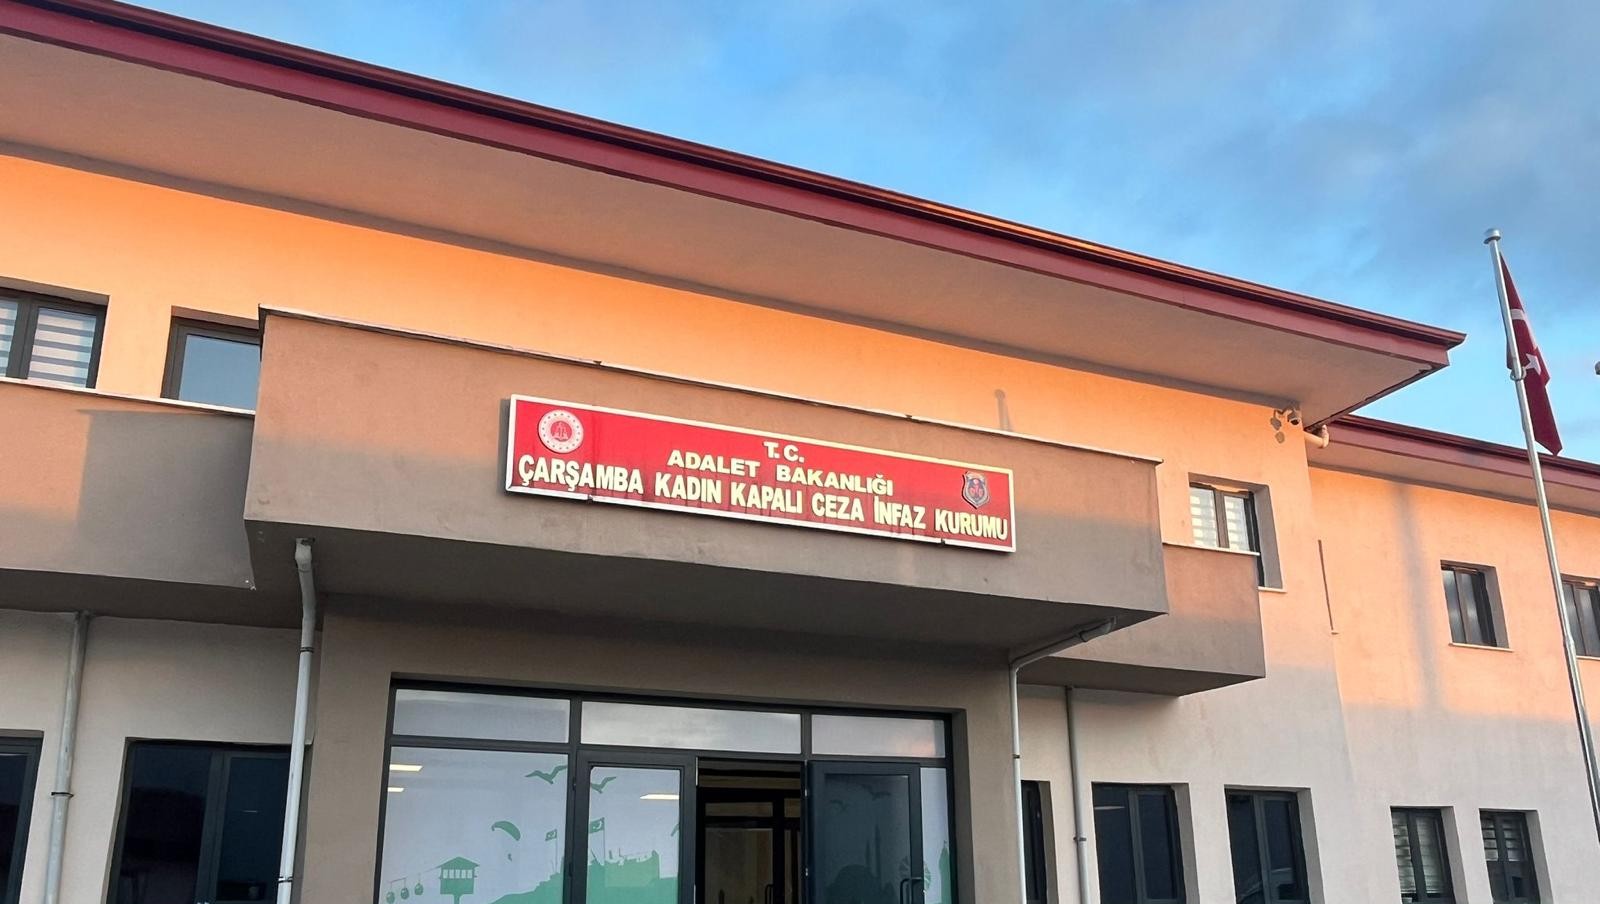 T.C.
ADALET BAKANLIĞI
ÇARŞAMBA KADIN KAPALI CEZA İNFAZ KURUMU